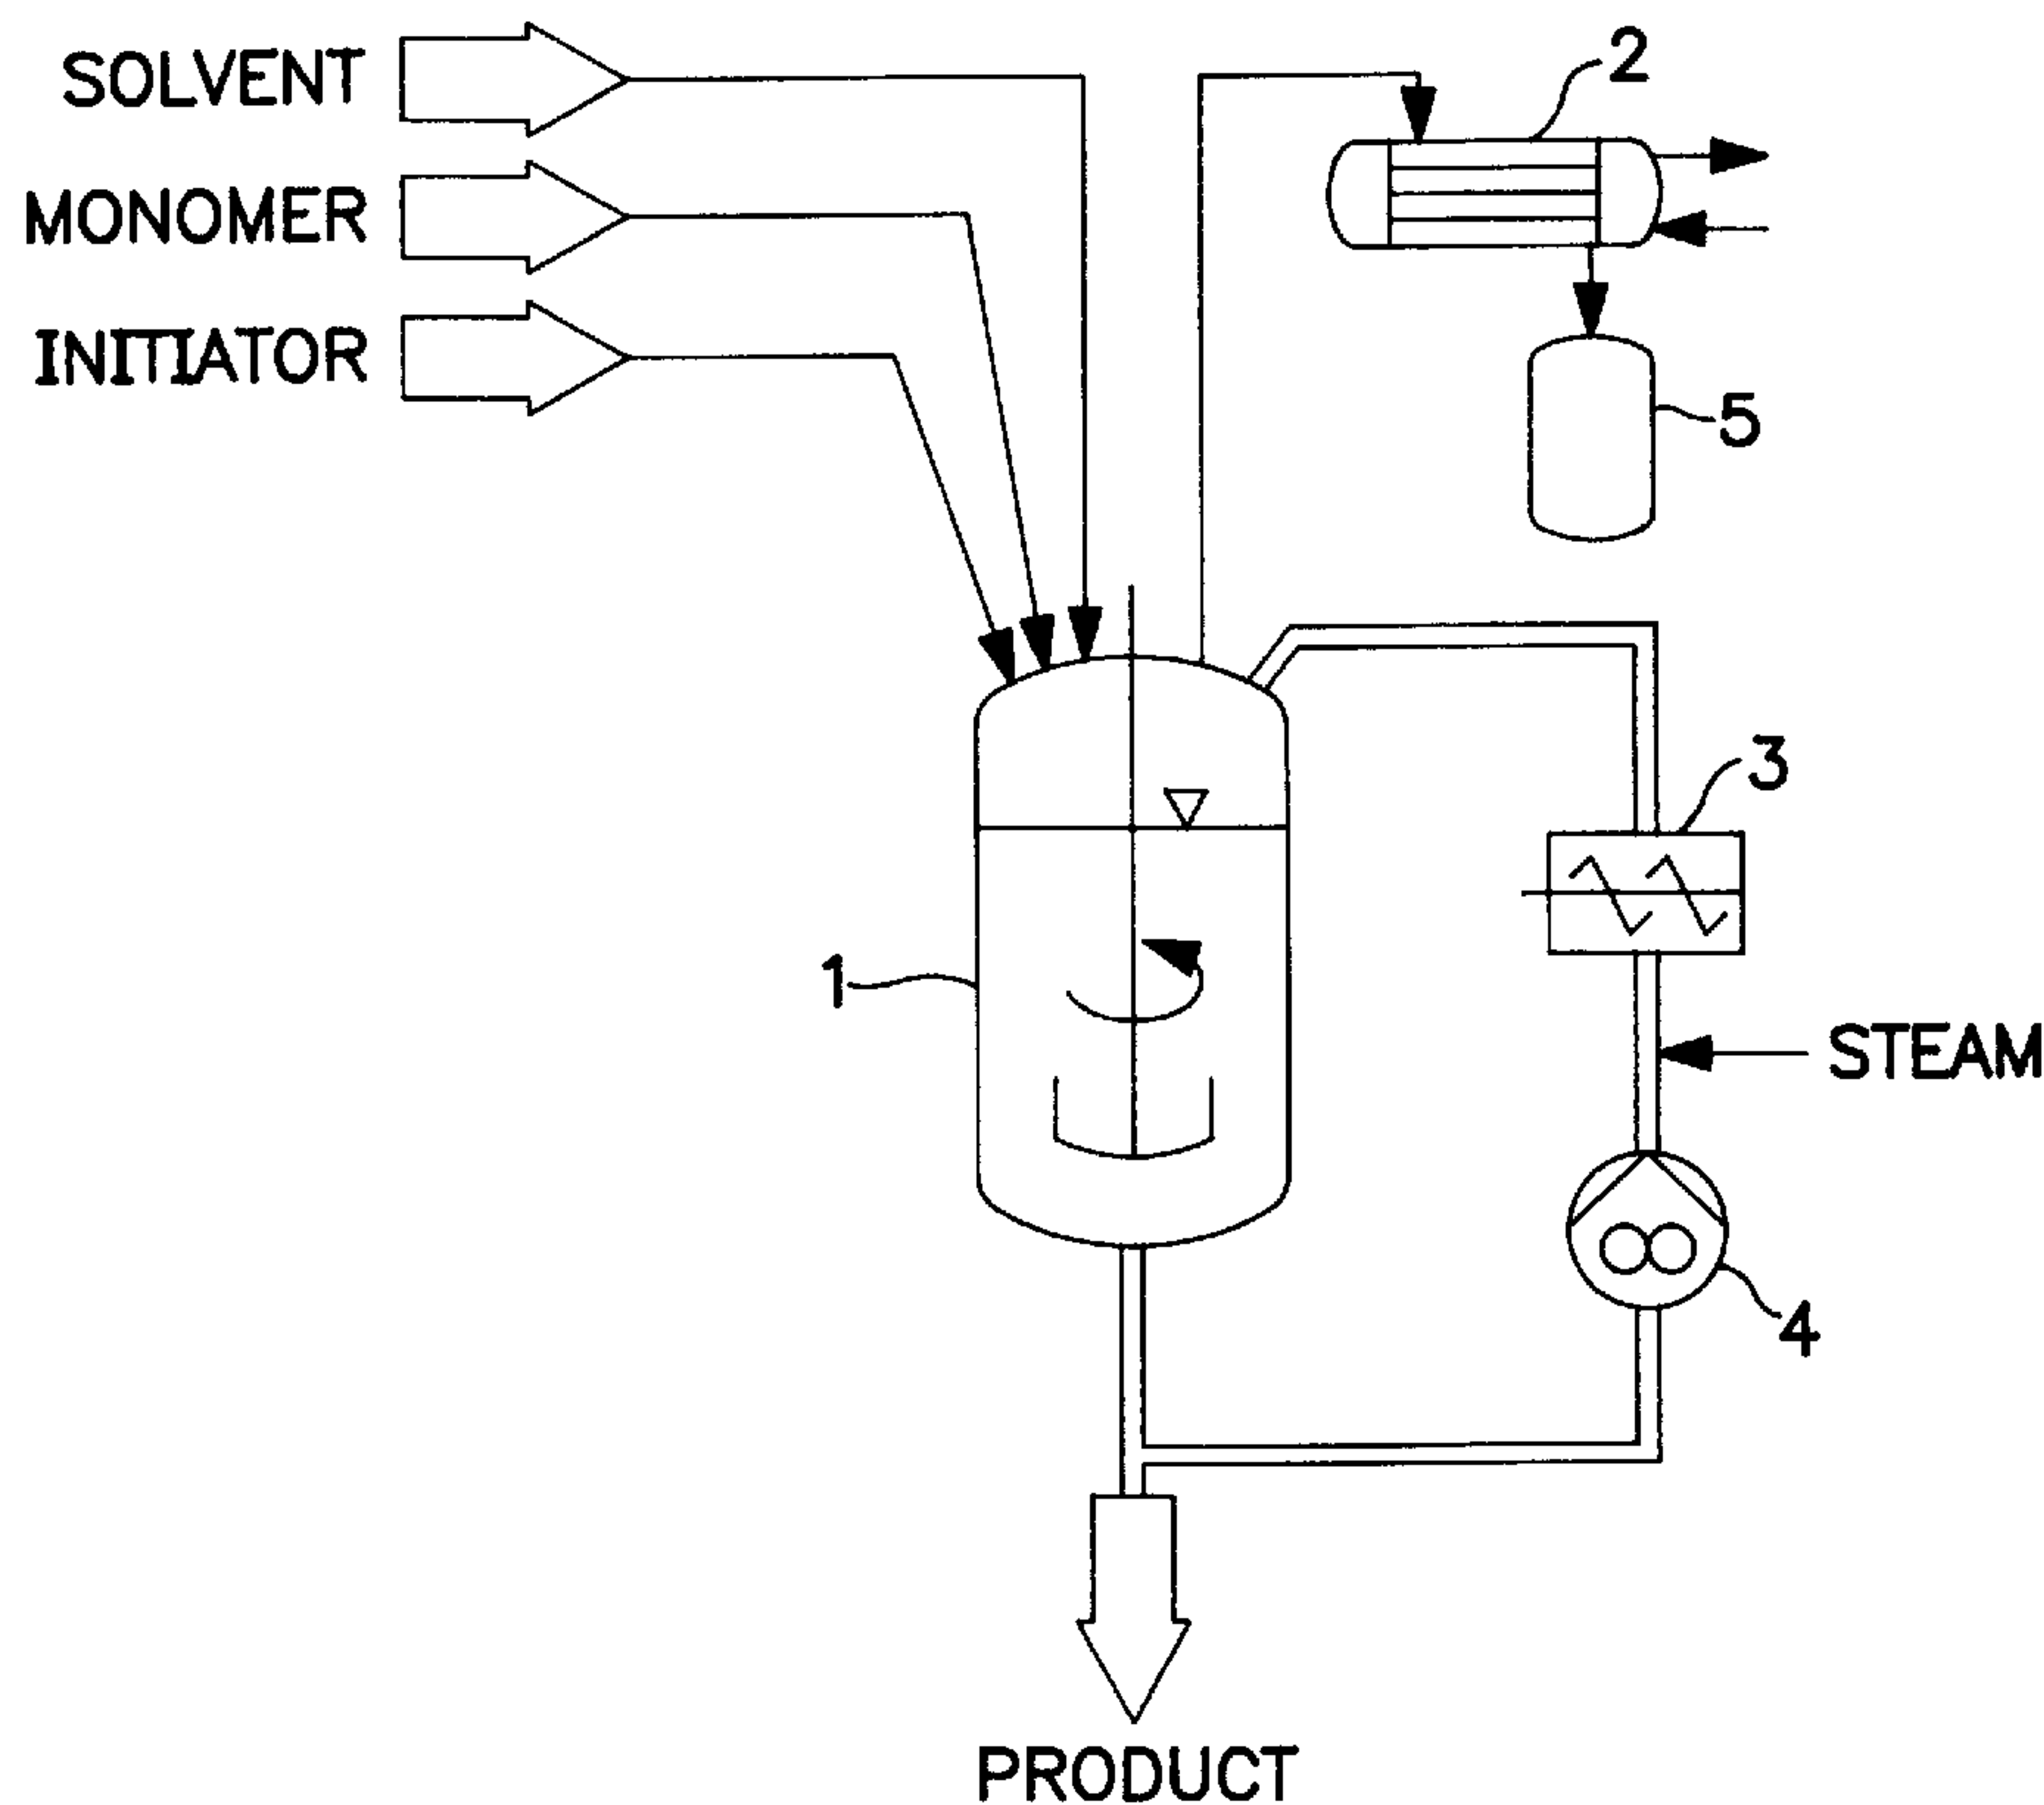 SOLVENT
2
MONOMER
INITIATOR
5
3
1
STEAM
4
PRODUCT